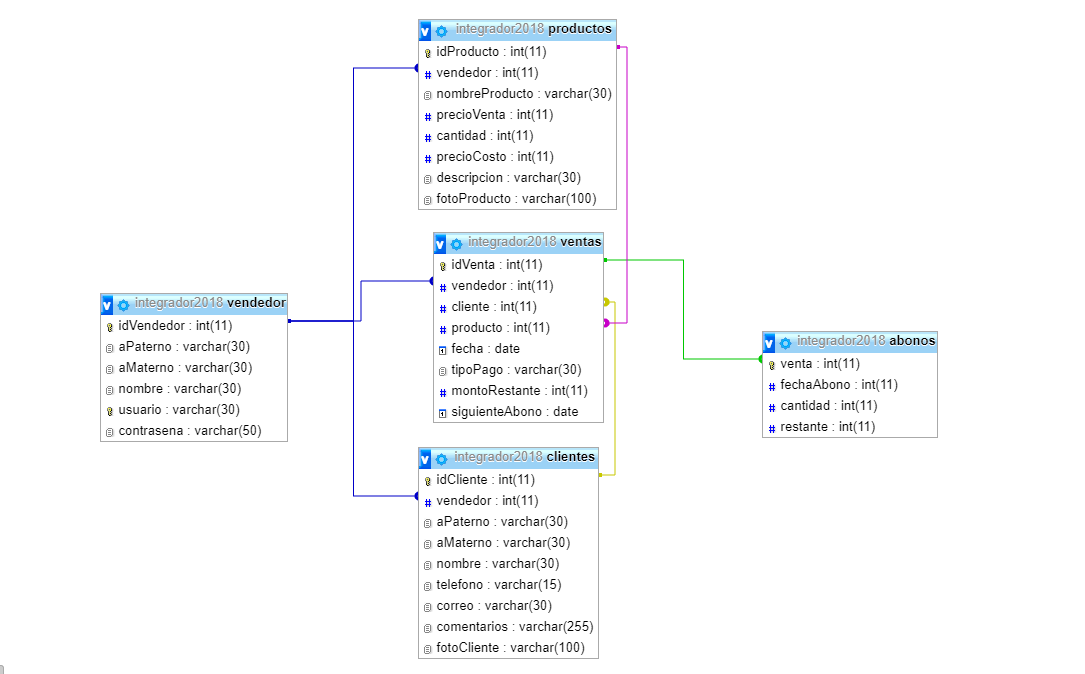 integrador2018 productos
idProducto : int(11)
vendedor : int(11)
nombreProducto : varchar(30)
precioVenta : int(11)
cantidad : int(11)
precioCosto : int(11)
descripcion : varchar(30)
fotoProducto : varchar(100)
integrador2018 ventas
idVenta : int(11)
vendedor : int(11)
cliente : int(11)
producto : int(11)
fecha : date
tipoPago : varchar(30)
montoRestante : int(11)
siguienteAbono : date
integrador2018 vendedor
idVendedor : int(11)
aPaterno : varchar(30)
aMaterno : varchar(30)
nombre : varchar(30)
usuario : varchar(30)
contrasena : varchar(50)
integrador2018 abonos
venta : int(11)
fechaAbono : int(11)
cantidad : int(11)
restante : int(11)
integrador2018 clientes
idCliente : int(11)
vendedor : int(11)
aPaterno : varchar(30)
aMaterno : varchar(30)
nombre : varchar(30)
telefono : varchar(15)
correo : varchar(30)
comentarios : varchar(255)
fotoCliente : varchar(100)